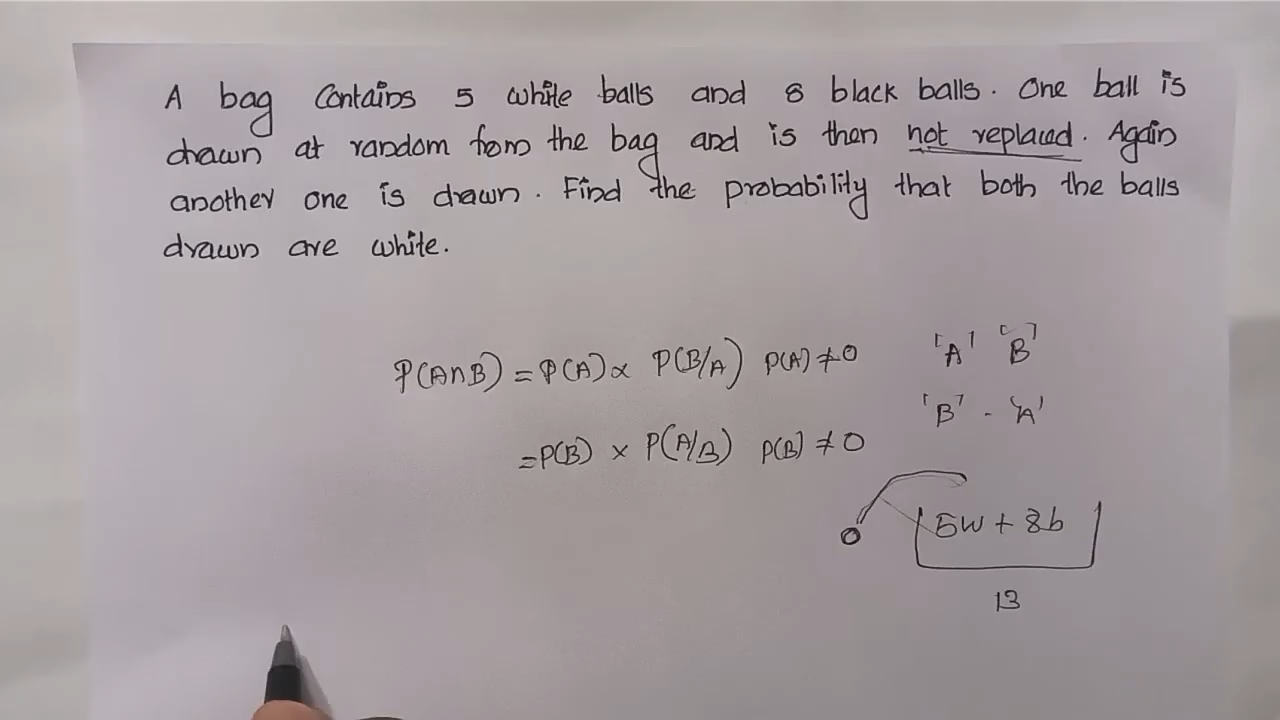 A bag contains 5 white balls and 8 black balls. One ball is
drawn at random from the bag and is then not replaced. Again
another one is drawn. Find the probability that both the balls
drawn are white.
P(A∩B) = P(A) × P(B/A) P(A) ≠ 0 'A' 'B'
'B' - 'A'
= P(B) × P(A/B) P(B) ≠ 0
5W + 8b
13